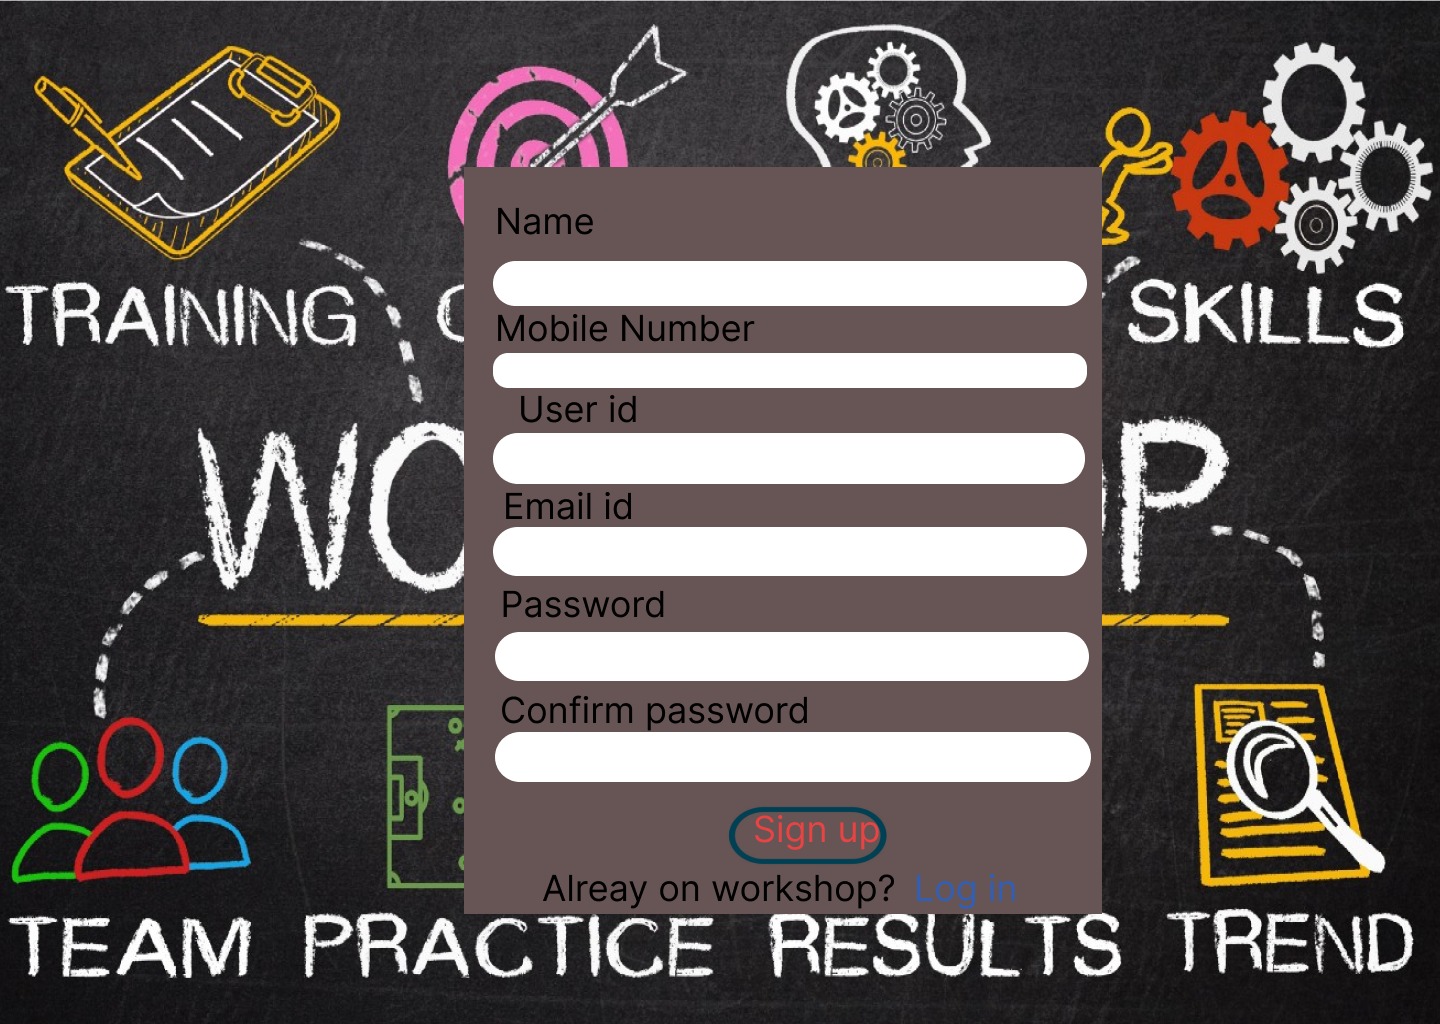 Name
TRAINING
SKILLS
Mobile Number
User id
Email id
Password
Confirm password
Sign up
Alreay on workshop? Log in
TEAM PRACTICE RESULTS TREND